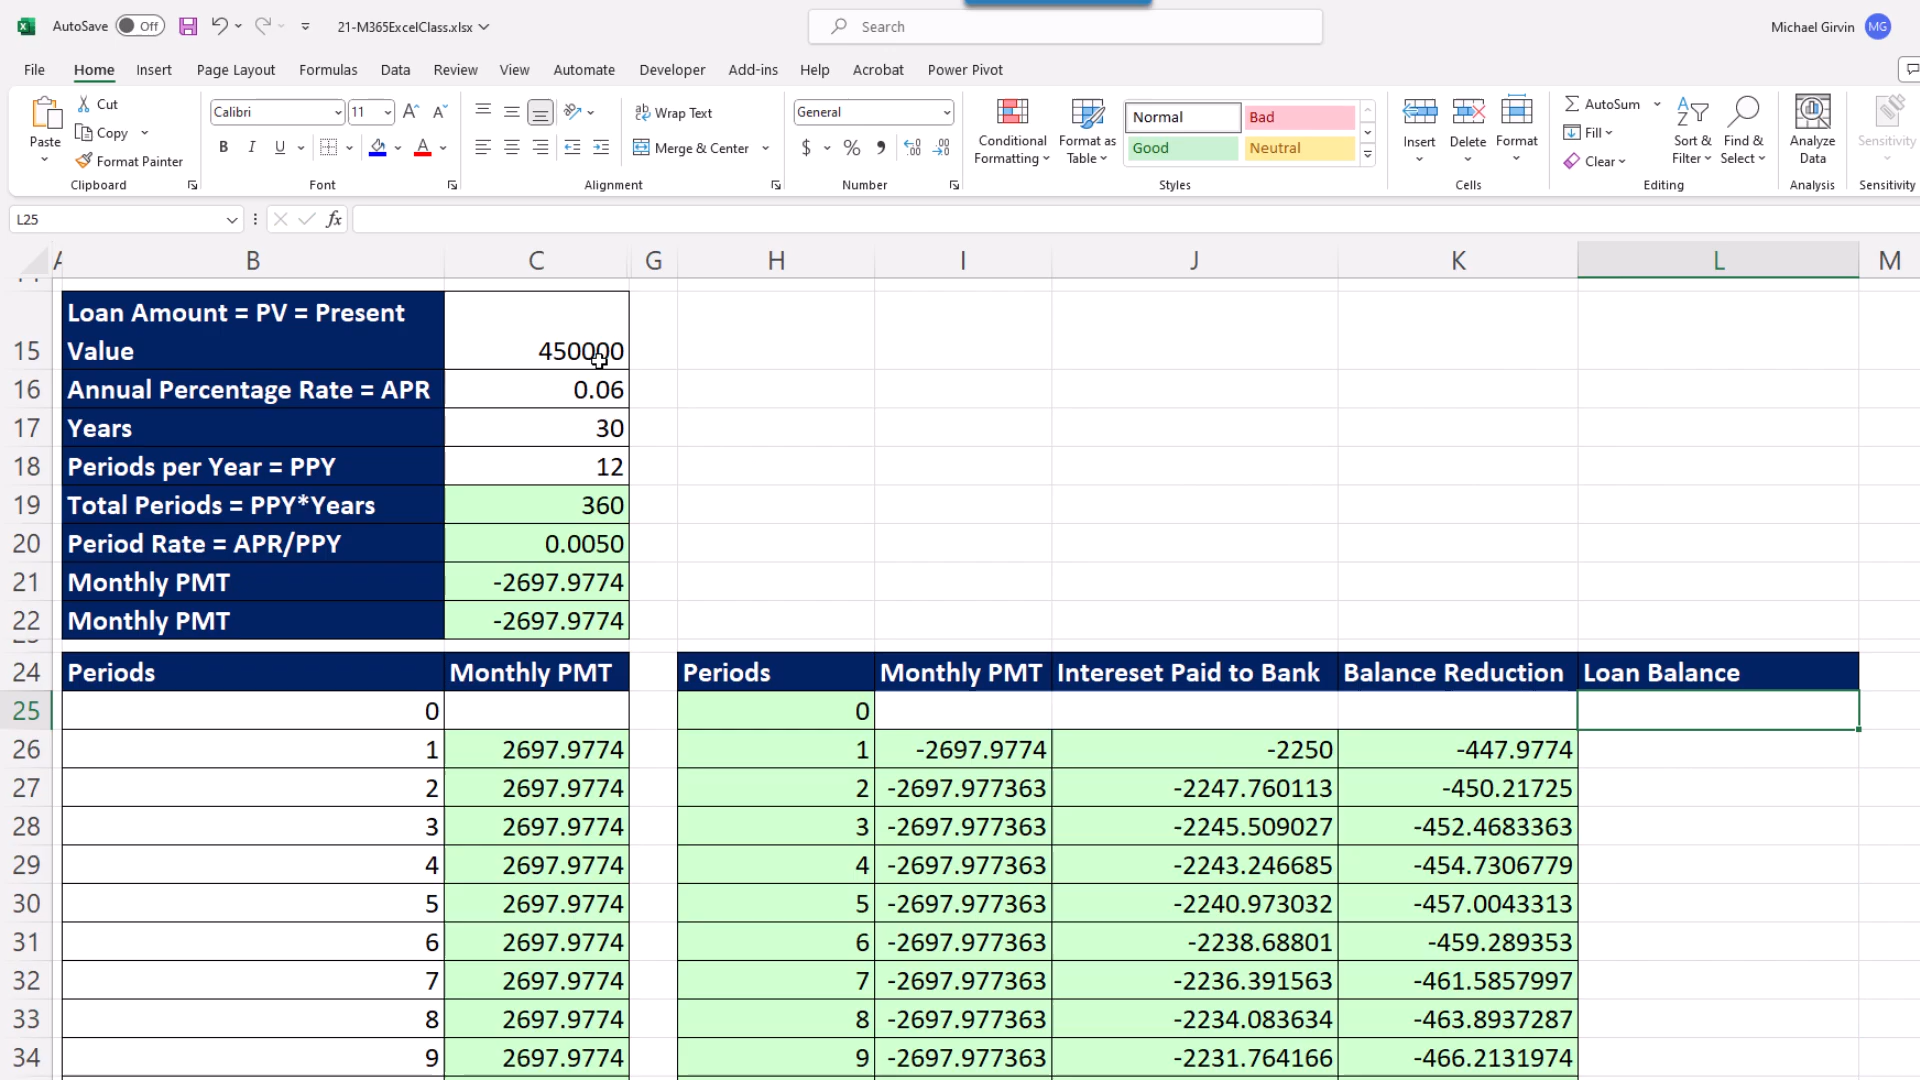 AutoSave Off 21-M365ExcelClass.xlsx Search Michael Girvin MG
File Home Insert Page Layout Formulas Data Review View Automate Developer Add-ins Help Acrobat Power Pivot
Paste Cut Copy Format Painter Clipboard
Calibri 11 B I U Font
Wrap Text Merge & Center Alignment
General $ % Number
Conditional Formatting Format as Table Normal Bad Good Neutral Styles
Insert Delete Format Cells
AutoSum Fill Clear Sort & Filter Find & Select Editing
Analyze Data Analysis
Sensitivity Sensitivity
L25 fx
A B C G H I J K L M
15 Loan Amount = PV = Present Value 450000
16 Annual Percentage Rate = APR 0.06
17 Years 30
18 Periods per Year = PPY 12
19 Total Periods = PPY*Years 360
20 Period Rate = APR/PPY 0.0050
21 Monthly PMT -2697.9774
22 Monthly PMT -2697.9774
24 Periods Monthly PMT Periods Monthly PMT Intereset Paid to Bank Balance Reduction Loan Balance
25 0 0
26 1 2697.9774 1 -2697.9774 -2250 -447.9774
27 2 2697.9774 2 -2697.977363 -2247.760113 -450.21725
28 3 2697.9774 3 -2697.977363 -2245.509027 -452.4683363
29 4 2697.9774 4 -2697.977363 -2243.246685 -454.7306779
30 5 2697.9774 5 -2697.977363 -2240.973032 -457.0043313
31 6 2697.9774 6 -2697.977363 -2238.68801 -459.289353
32 7 2697.9774 7 -2697.977363 -2236.391563 -461.5857997
33 8 2697.9774 8 -2697.977363 -2234.083634 -463.8937287
34 9 2697.9774 9 -2697.977363 -2231.764166 -466.2131974